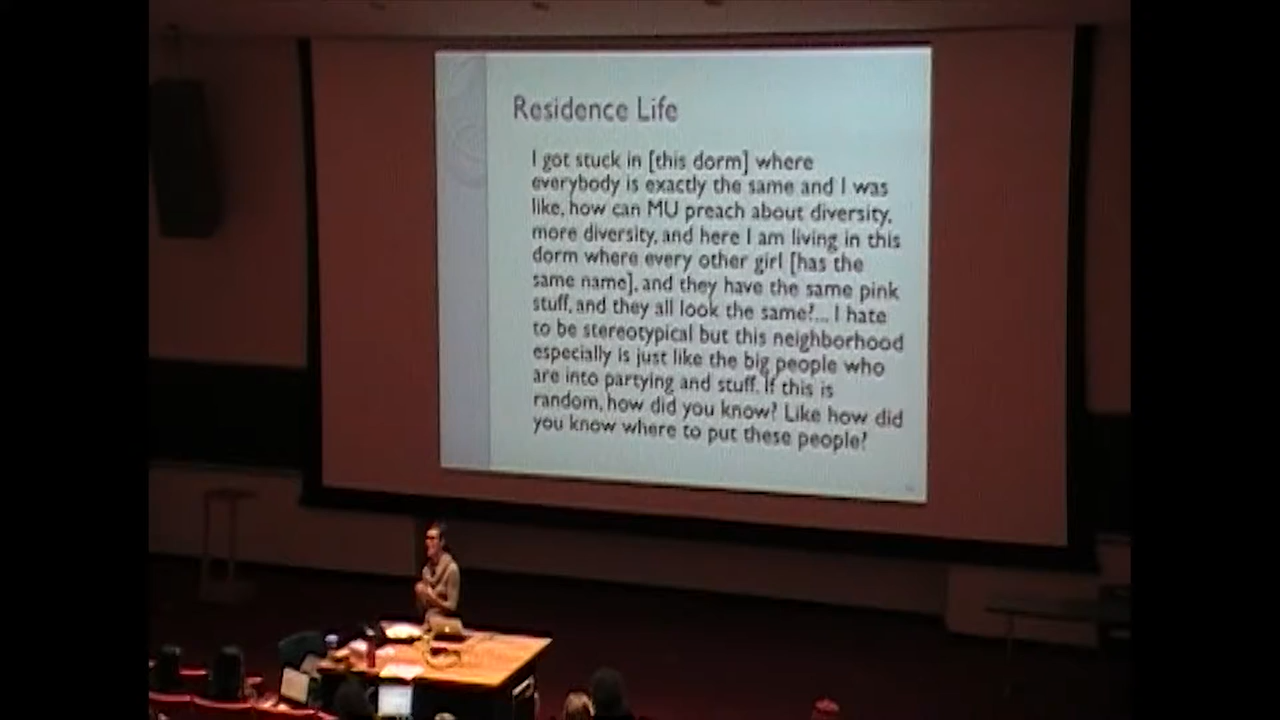 Residence Life
I got stuck in [this dorm] where
everybody is exactly the same and I was
like, how can MU preach about diversity,
more diversity, and here I am living in this
dorm where every other girl [has the
same name], and they have the same pink
stuff, and they all look the same?... I hate
to be stereotypical but this neighborhood
especially is just like the big people who
are into partying and stuff. If this is
random, how did you know? Like how did
you know where to put these people?